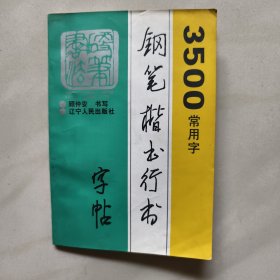 3500
常用字
钢笔楷书行书
字帖
顾仲安 书写
辽宁人民出版社